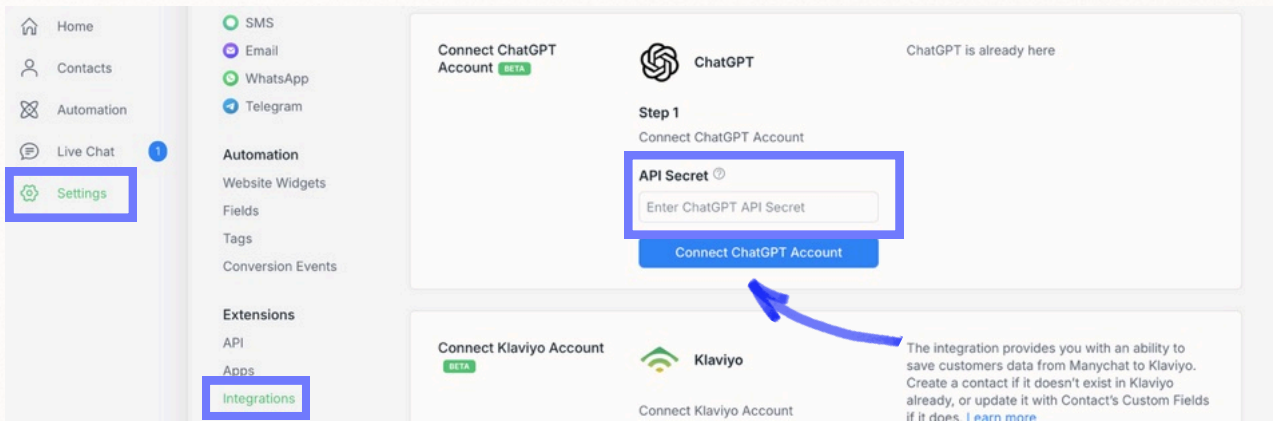 Home
Contacts
Automation
Live Chat 1
Settings
SMS
Email
WhatsApp
Telegram
Automation
Website Widgets
Fields
Tags
Conversion Events
Extensions
API
Apps
Integrations
Connect ChatGPT
Account BETA
ChatGPT
Step 1
Connect ChatGPT Account
API Secret
Enter ChatGPT API Secret
Connect ChatGPT Account
ChatGPT is already here
Connect Klaviyo Account
BETA
Klaviyo
Connect Klaviyo Account
The integration provides you with an ability to
save customers data from Manychat to Klaviyo.
Create a contact if it doesn't exist in Klaviyo
already, or update it with Contact's Custom Fields
if it does. Learn more